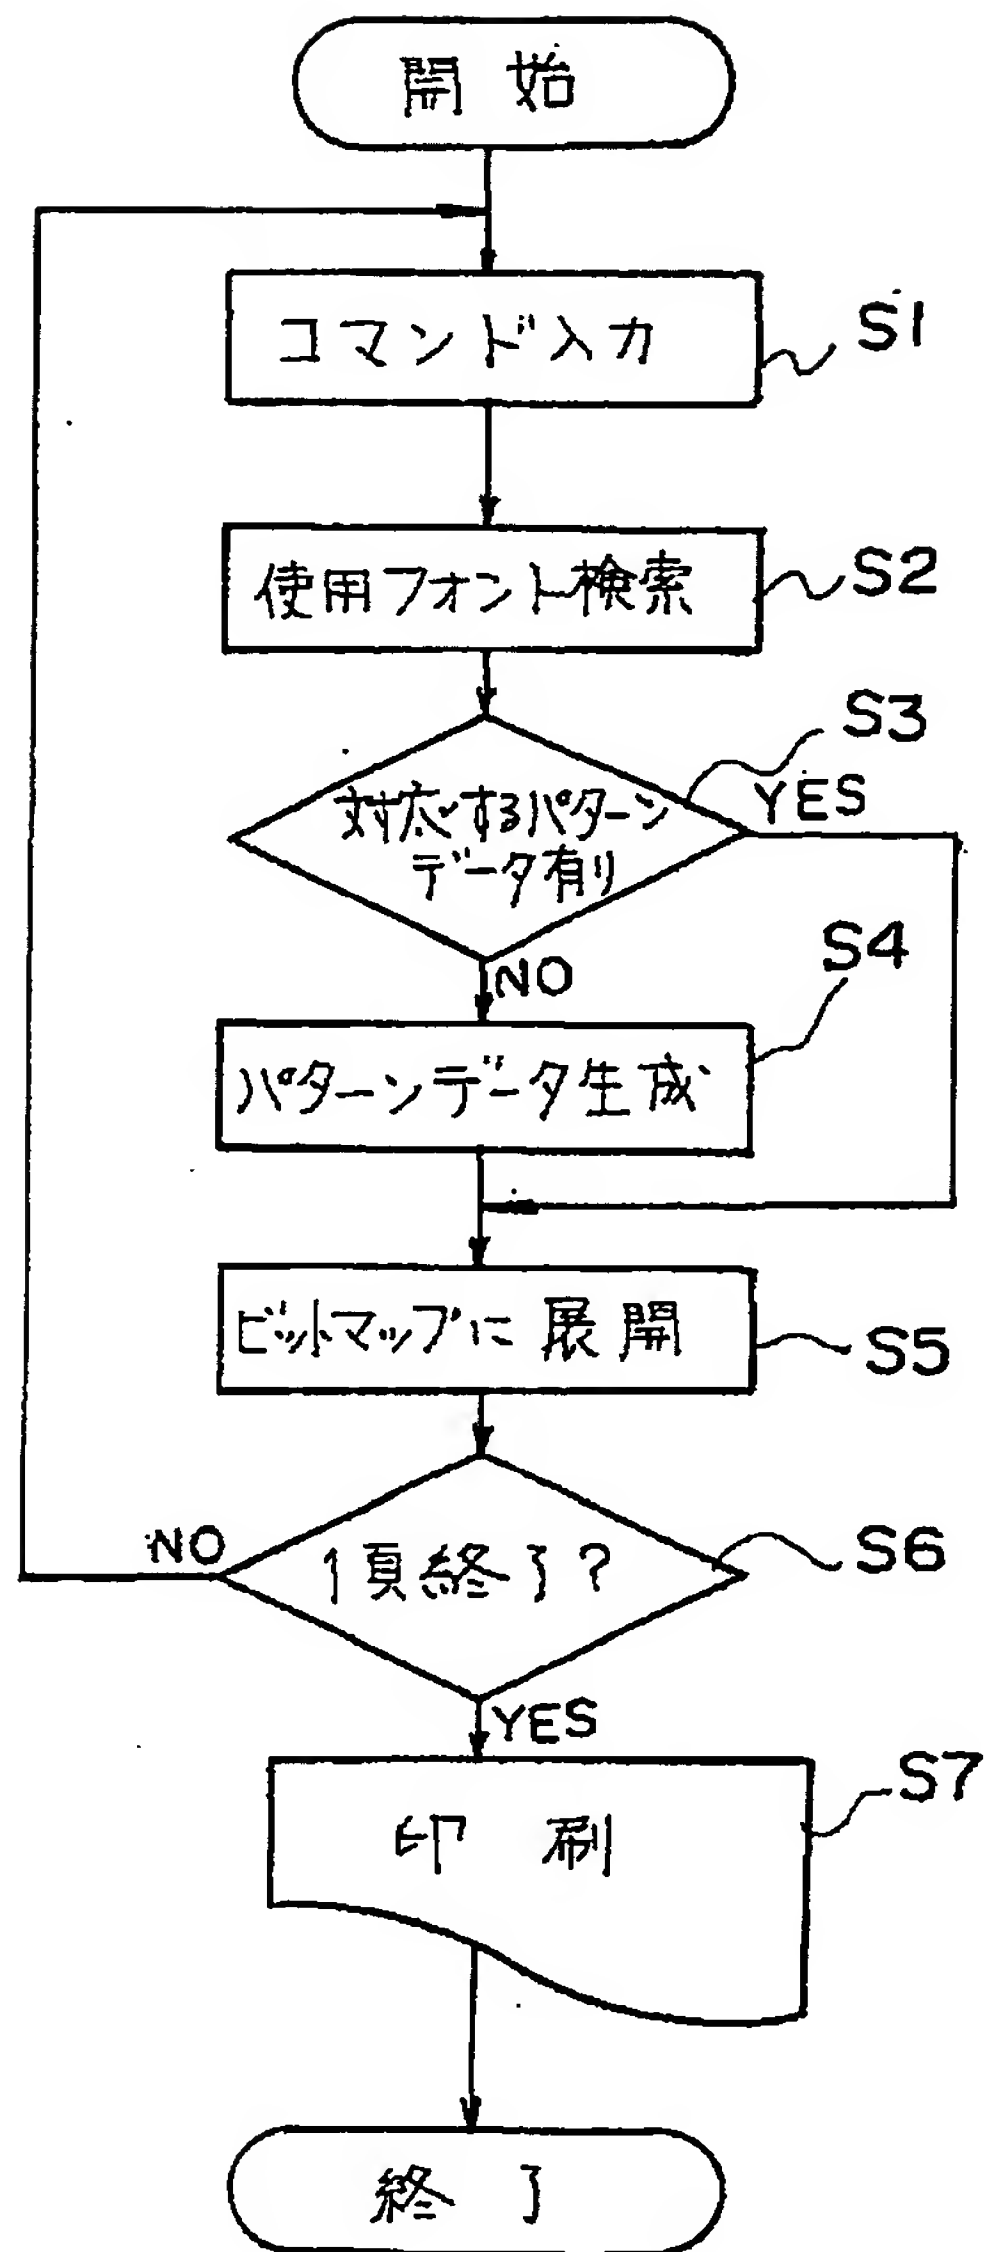 開始
コマンド入力
S1
使用フォント検索
S2
S3
対応するパターン
データ有り
YES
NO
S4
パターンデータ生成
ビットマップに展開
S5
NO
1頁終了?
S6
YES
印刷
S7
終了